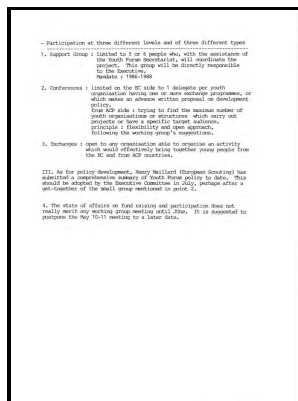 - Participation at three different levels and of three different types
1. Support Group : limited to 5 or 6 people who, with the assistance of
the Youth Forum Secretariat, will coordinate the
project. This group will be directly responsible
to the Executive.
Mandate : 1986-1988
2. Conferences : limited on the EC side to 1 delegate per youth
organisation having one or more exchange programmes, or
which makes an advance written proposal on development
policy.
from ACP side : trying to find the maximum number of
youth organisations or structures which carry out
projects or have a specific target audience.
principle : flexibility and open approach,
following the working group's suggestions.
3. Exchanges : open to any organisation able to organise an activity
which would effectively bring together young people from
the EC and from ACP countries.
III. As for policy development, Henry Maillard (European Scouting) has
submitted a comprehensive summary of Youth Forum policy to date. This
should be adopted by the Executive Committee in July, perhaps after a
get-together of the small group mentioned in point 2.
4. The state of affairs on fund raising and participation does not
really merit any working group meeting until June. It is suggested to
postpone the May 10-11 meeting to a later date.